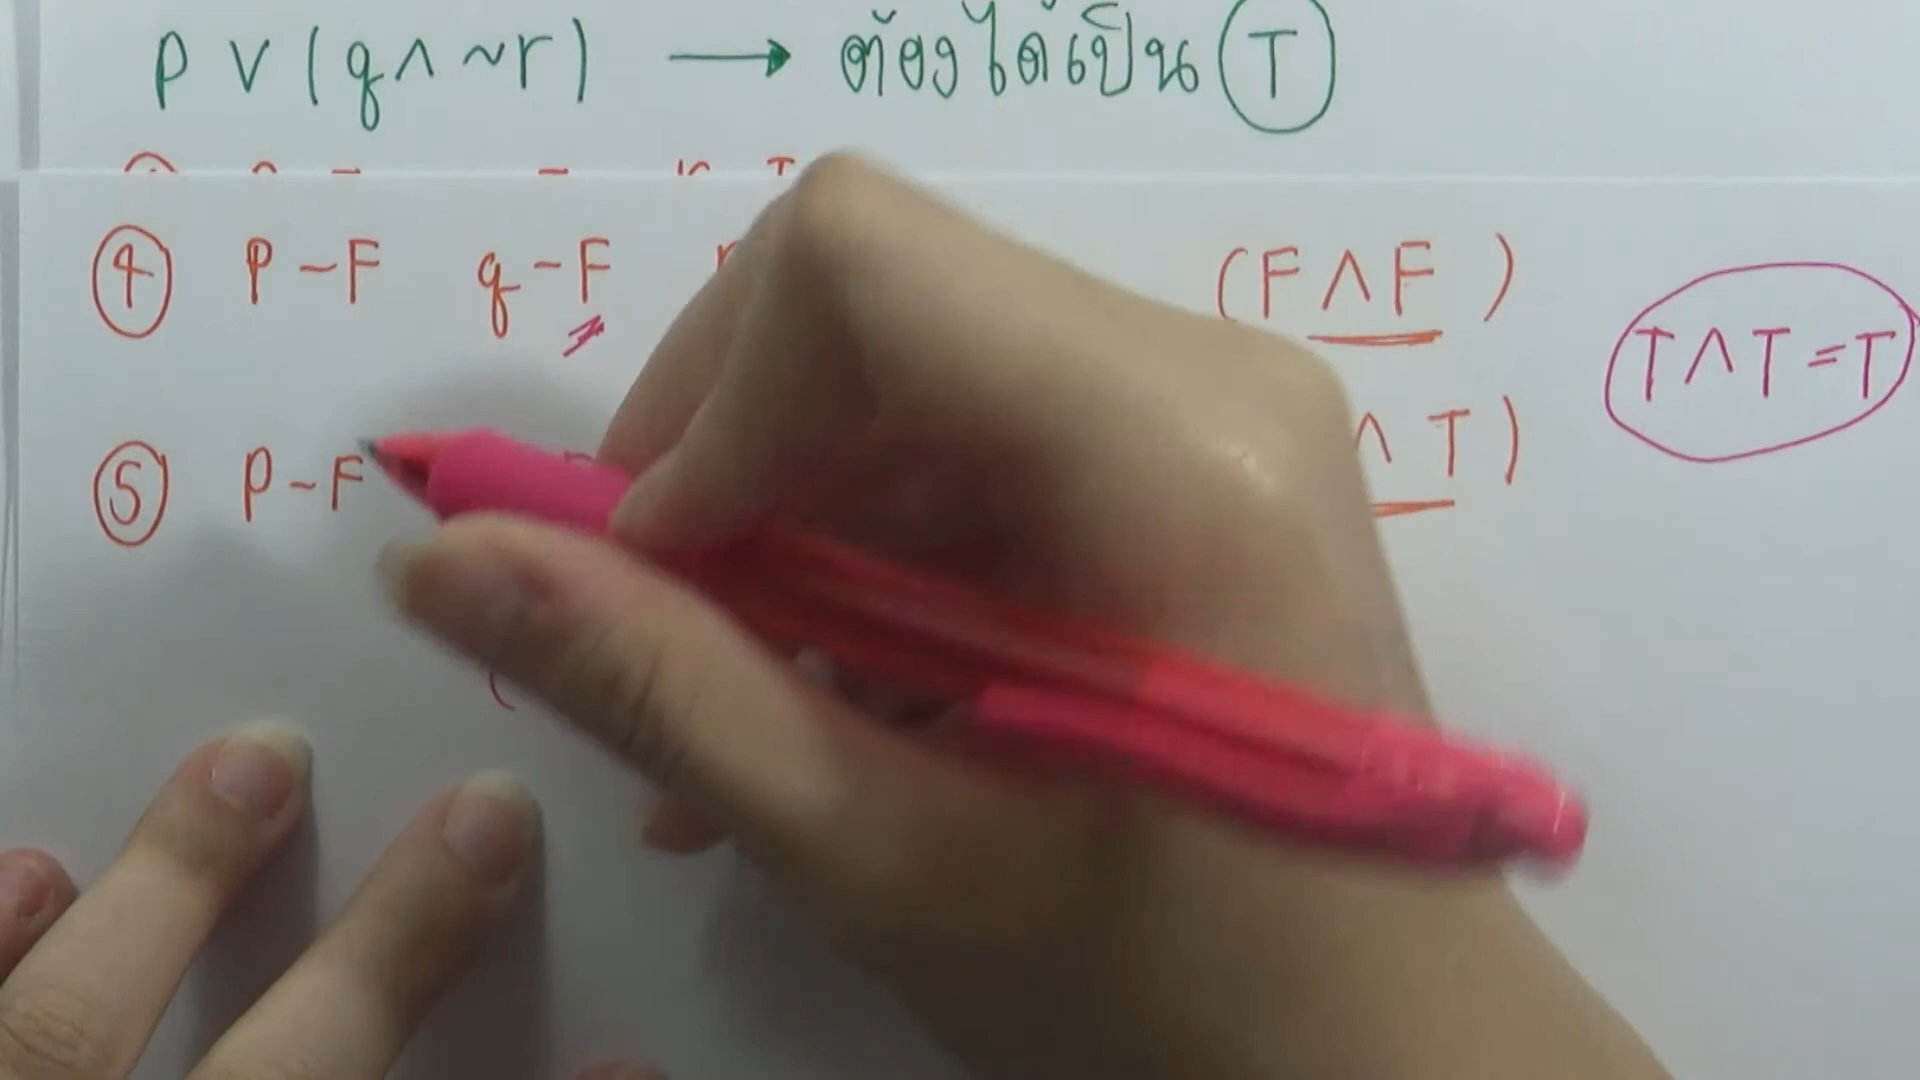 p ∨ (q ∧ ~r) → ต้องได้เป็น T
④ P - F q - F (F ∧ F)
T ∧ T = T
⑤ P - F ∧ T)